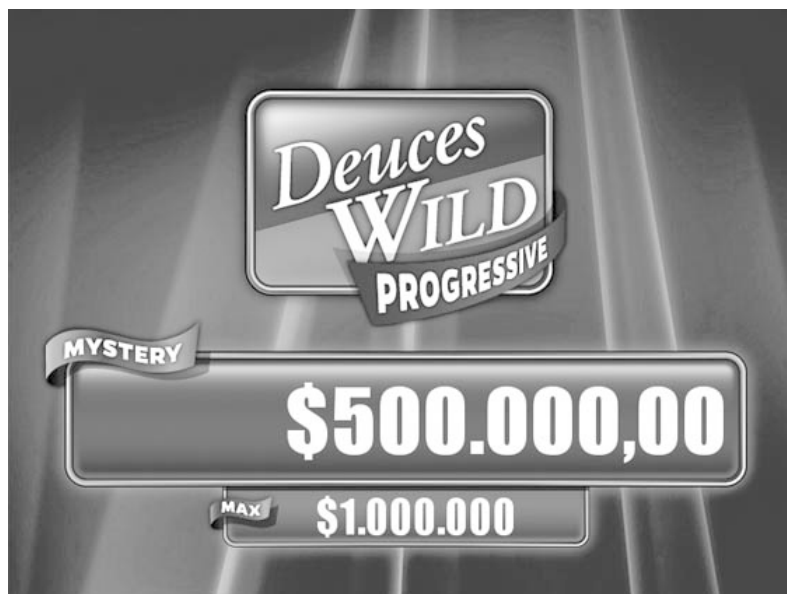 Deuces
WILD
PROGRESSIVE
MYSTERY
$500.000,00
MAX
$1.000.000